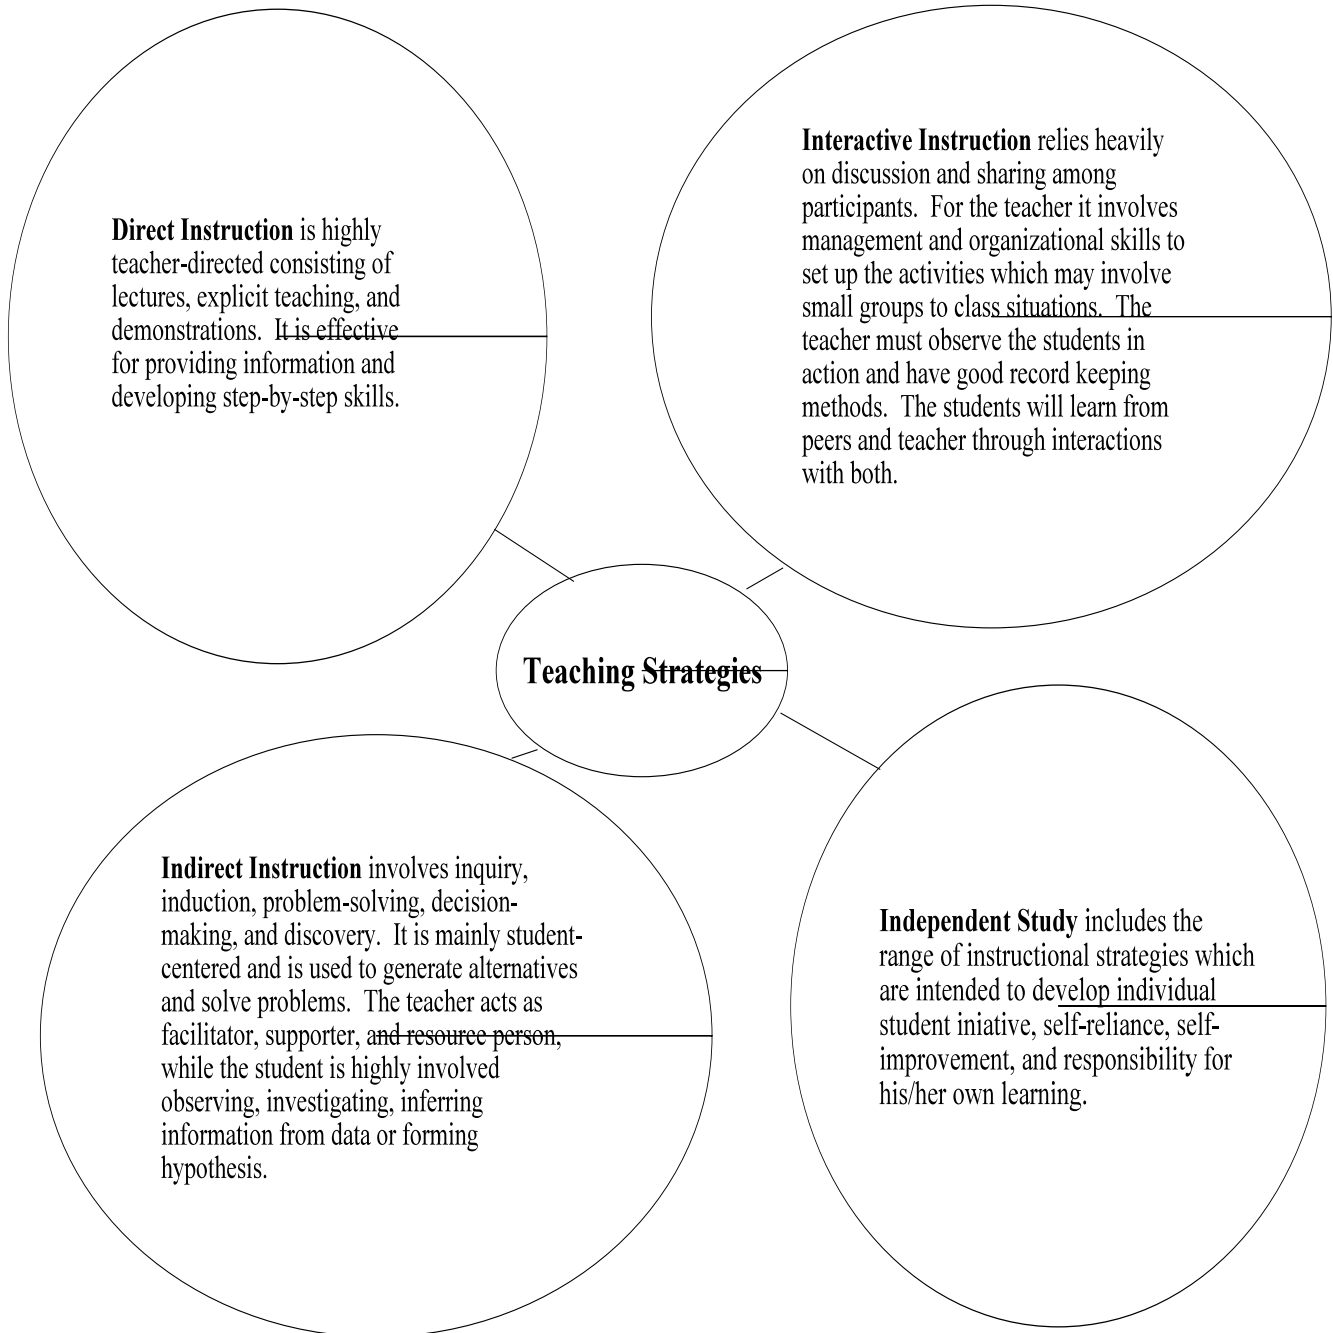 Direct Instruction is highly
teacher-directed consisting of
lectures, explicit teaching, and
demonstrations.  It is effective
for providing information and
developing step-by-step skills.
Interactive Instruction relies heavily
on discussion and sharing among
participants.  For the teacher it involves
management and organizational skills to
set up the activities which may involve
small groups to class situations.  The
teacher must observe the students in
action and have good record keeping
methods.  The students will learn from
peers and teacher through interactions
with both.
Teaching Strategies
Indirect Instruction involves inquiry,
induction, problem-solving, decision-
making, and discovery.  It is mainly student-
centered and is used to generate alternatives
and solve problems.  The teacher acts as
facilitator, supporter, and resource person,
while the student is highly involved
observing, investigating, inferring
information from data or forming
hypothesis.
Independent Study includes the
range of instructional strategies which
are intended to develop individual
student iniative, self-reliance, self-
improvement, and responsibility for
his/her own learning.